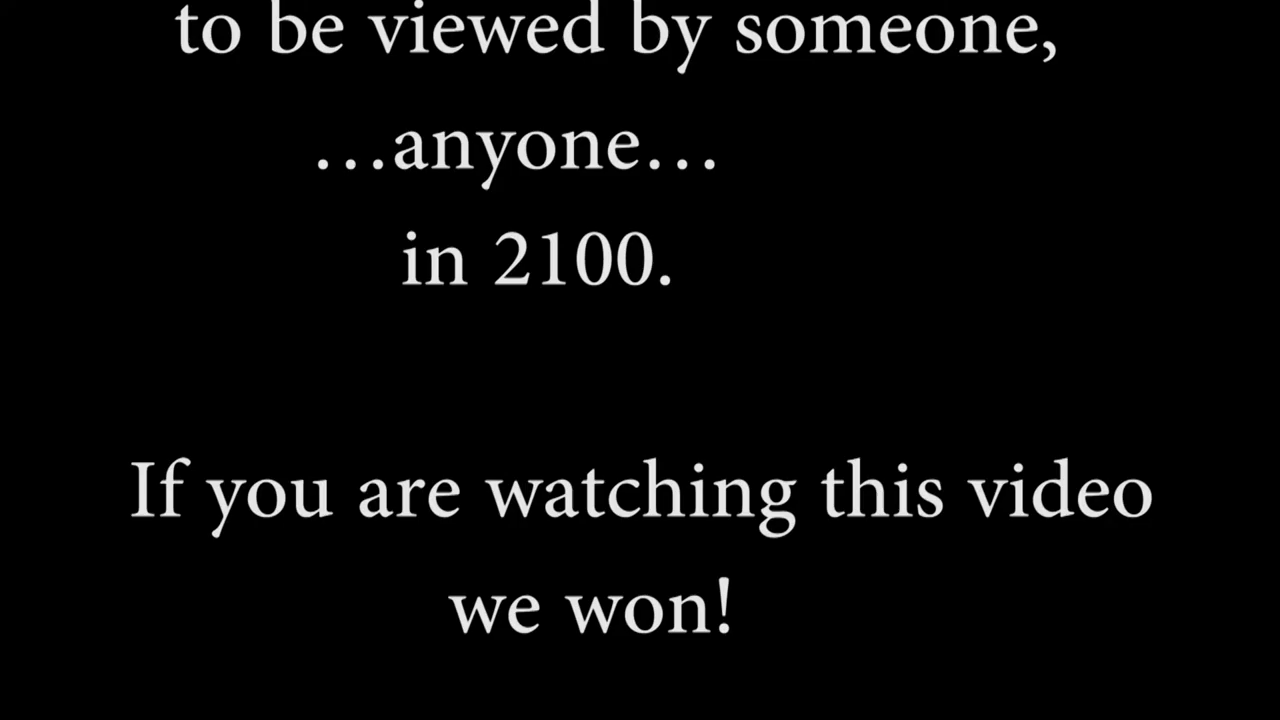 to be viewed by someone,
…anyone…
in 2100.
If you are watching this video
we won!